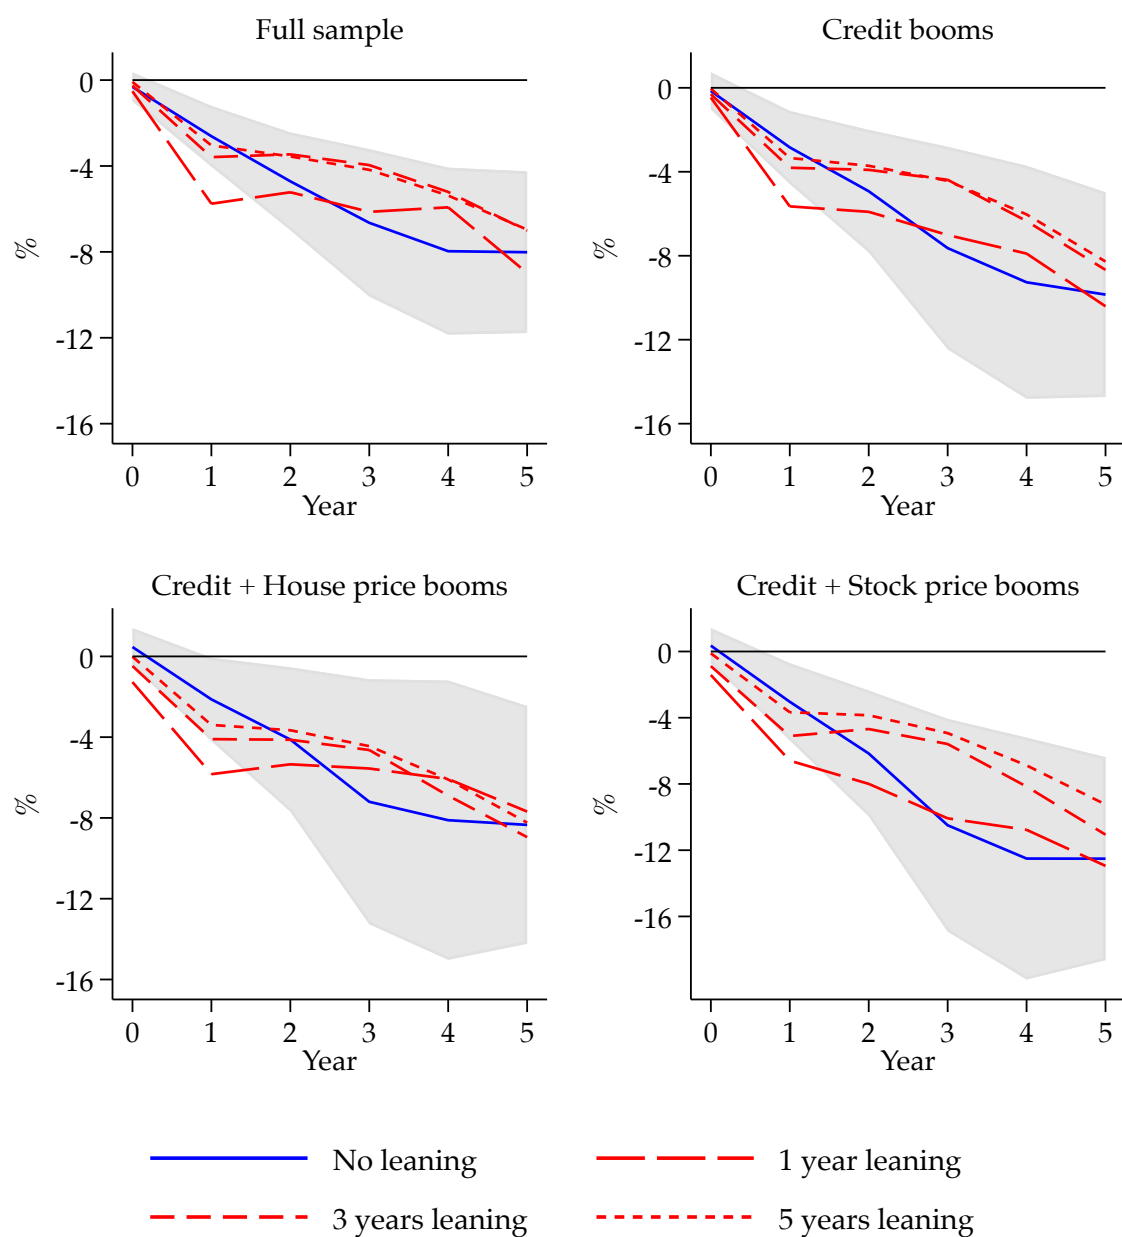 Full sample
0
-4
-8
-12
-16
%
0 1 2 3 4 5
Year
Credit booms
0
-4
-8
-12
-16
%
0 1 2 3 4 5
Year
Credit + House price booms
0
-4
-8
-12
-16
%
0 1 2 3 4 5
Year
Credit + Stock price booms
0
-4
-8
-12
-16
%
0 1 2 3 4 5
Year
No leaning
1 year leaning
3 years leaning
5 years leaning